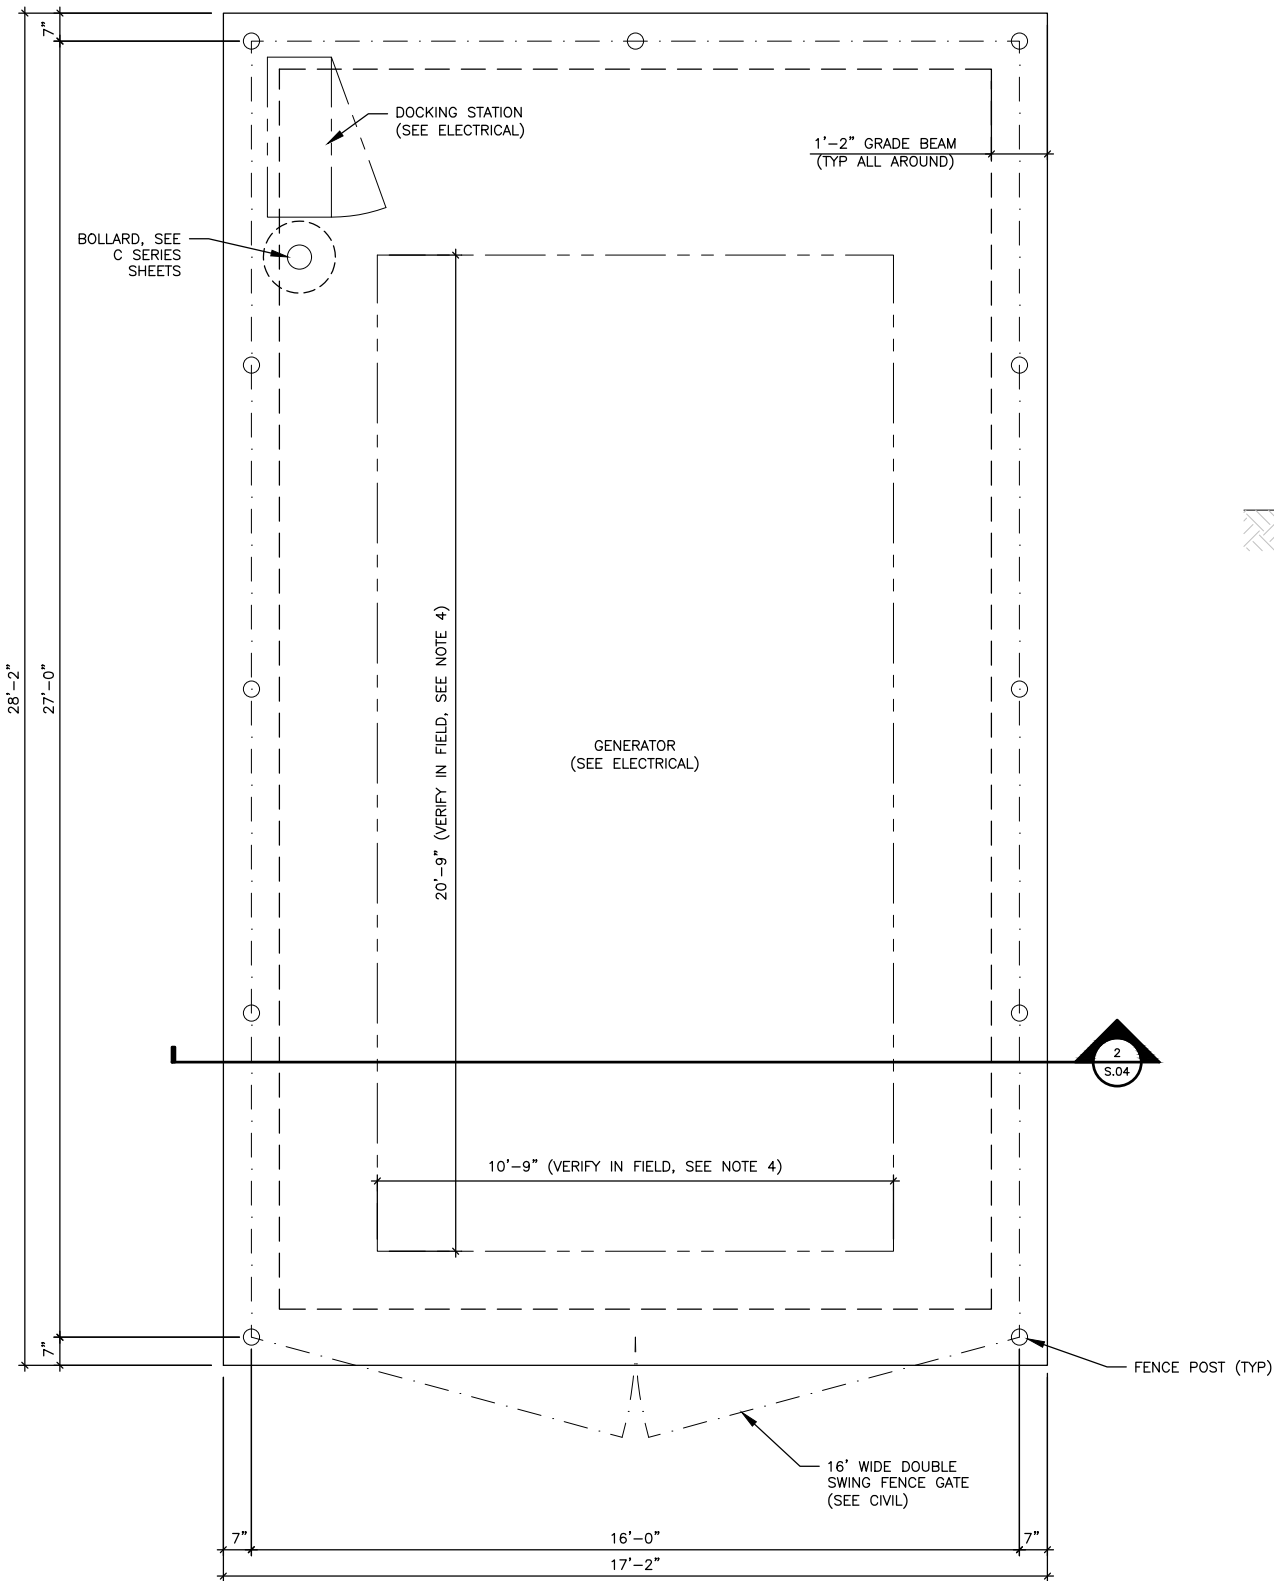 7”
DOCKING STATION
(SEE ELECTRICAL)
1’-2” GRADE BEAM
(TYP ALL AROUND)
BOLLARD, SEE
C SERIES
SHEETS
28’-2”
27’-0”
20’-9” (VERIFY IN FIELD, SEE NOTE 4)
GENERATOR
(SEE ELECTRICAL)
2
S.04
10’-9” (VERIFY IN FIELD, SEE NOTE 4)
7”
FENCE POST (TYP)
16’ WIDE DOUBLE
SWING FENCE GATE
(SEE CIVIL)
7”
16’-0”
7”
17’-2”